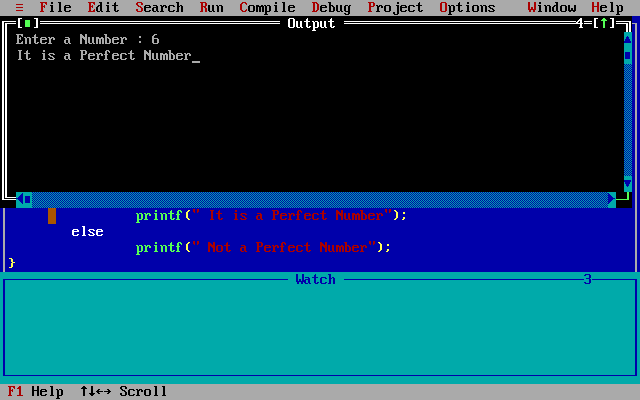 ≡ File Edit Search Run Compile Debug Project Options Window Help
[■] Output 4=[↑]
Enter a Number : 6
It is a Perfect Number_
printf(" It is a Perfect Number");
else
printf(" Not a Perfect Number");
}
Watch 3
F1 Help ↑↓↔ Scroll